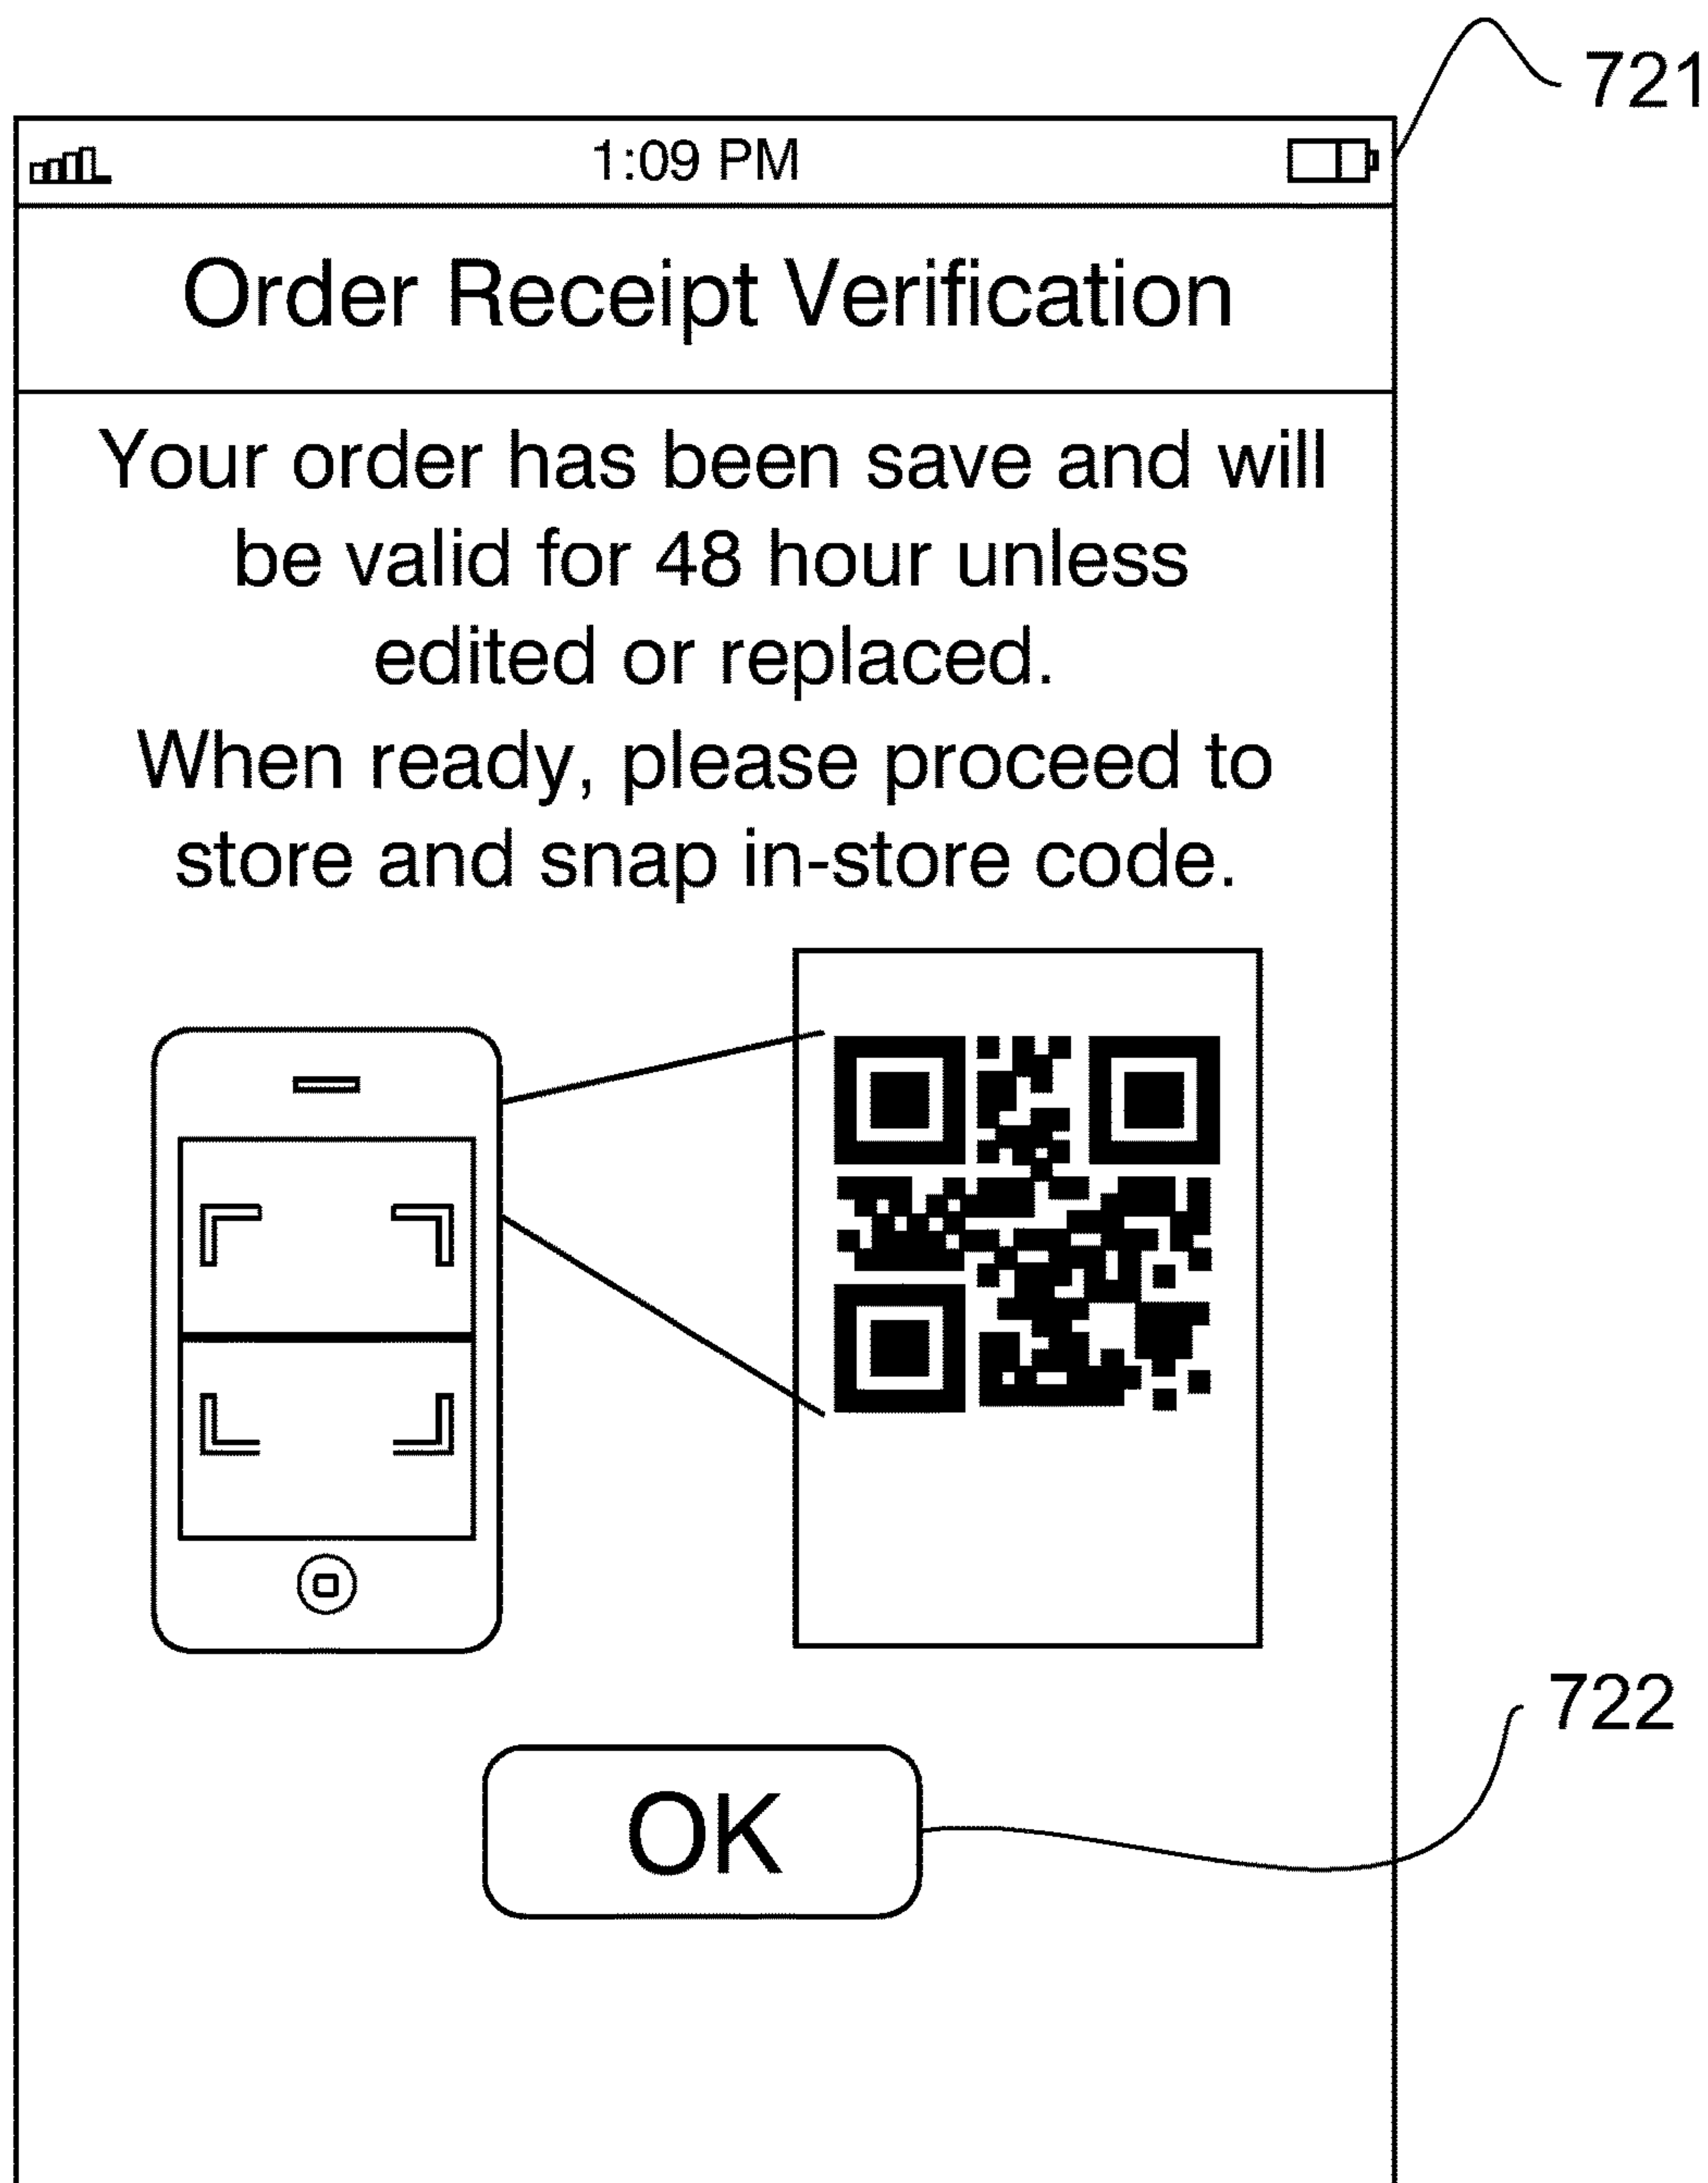 721
1:09 PM
Order Receipt Verification
Your order has been save and will
be valid for 48 hour unless
edited or replaced.
When ready, please proceed to
store and snap in-store code.
722
OK